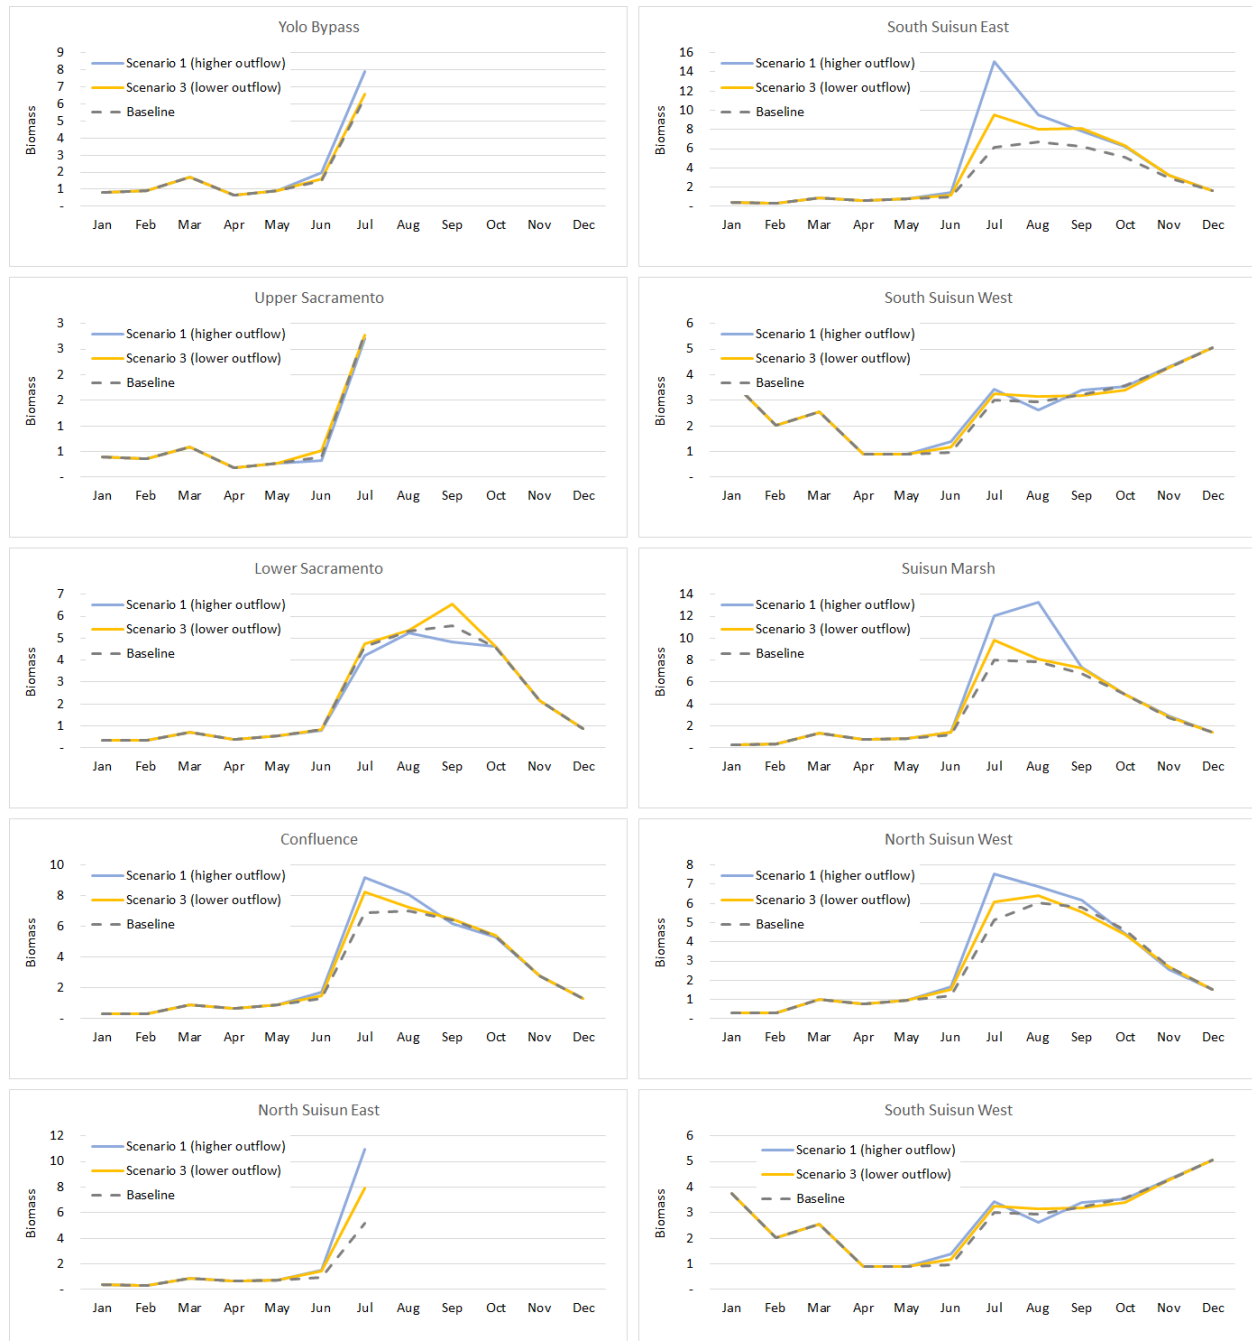 Yolo Bypass
9
8
7
6
5
4
3
2
1
-
Biomass
Scenario 1 (higher outflow)
Scenario 3 (lower outflow)
Baseline
Jan Feb Mar Apr May Jun Jul Aug Sep Oct Nov Dec
South Suisun East
16
14
12
10
8
6
4
2
-
Biomass
Scenario 1 (higher outflow)
Scenario 3 (lower outflow)
Baseline
Jan Feb Mar Apr May Jun Jul Aug Sep Oct Nov Dec
Upper Sacramento
3
3
2
2
1
1
-
Biomass
Scenario 1 (higher outflow)
Scenario 3 (lower outflow)
Baseline
Jan Feb Mar Apr May Jun Jul Aug Sep Oct Nov Dec
South Suisun West
6
5
4
3
2
1
-
Biomass
Scenario 1 (higher outflow)
Scenario 3 (lower outflow)
Baseline
Jan Feb Mar Apr May Jun Jul Aug Sep Oct Nov Dec
Lower Sacramento
7
6
5
4
3
2
1
-
Biomass
Scenario 1 (higher outflow)
Scenario 3 (lower outflow)
Baseline
Jan Feb Mar Apr May Jun Jul Aug Sep Oct Nov Dec
Suisun Marsh
14
12
10
8
6
4
2
-
Biomass
Scenario 1 (higher outflow)
Scenario 3 (lower outflow)
Baseline
Jan Feb Mar Apr May Jun Jul Aug Sep Oct Nov Dec
Confluence
10
8
6
4
2
-
Biomass
Scenario 1 (higher outflow)
Scenario 3 (lower outflow)
Baseline
Jan Feb Mar Apr May Jun Jul Aug Sep Oct Nov Dec
North Suisun West
8
7
6
5
4
3
2
1
-
Biomass
Scenario 1 (higher outflow)
Scenario 3 (lower outflow)
Baseline
Jan Feb Mar Apr May Jun Jul Aug Sep Oct Nov Dec
North Suisun East
12
10
8
6
4
2
-
Biomass
Scenario 1 (higher outflow)
Scenario 3 (lower outflow)
Baseline
Jan Feb Mar Apr May Jun Jul Aug Sep Oct Nov Dec
South Suisun West
6
5
4
3
2
1
-
Biomass
Scenario 1 (higher outflow)
Scenario 3 (lower outflow)
Baseline
Jan Feb Mar Apr May Jun Jul Aug Sep Oct Nov Dec